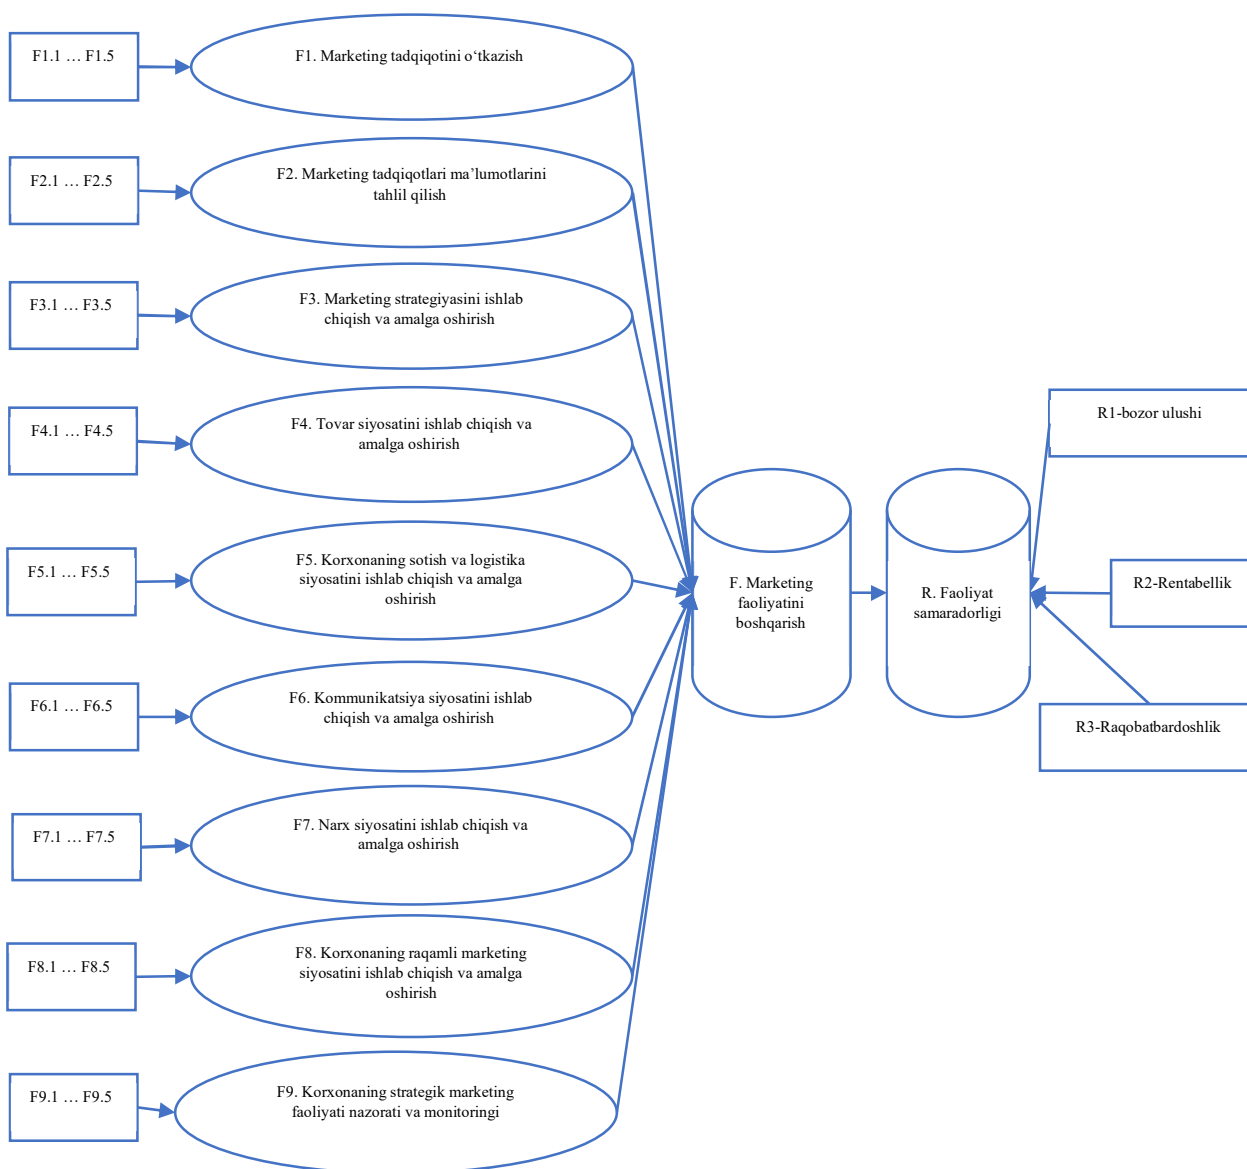 F1.1 … F1.5
F1. Marketing tadqiqotini o‘tkazish
F2.1 … F2.5
F2. Marketing tadqiqotlari ma’lumotlarini
tahlil qilish
F3.1 … F3.5
F3. Marketing strategiyasini ishlab
chiqish va amalga oshirish
F4.1 … F4.5
F4. Tovar siyosatini ishlab chiqish va
amalga oshirish
F5.1 … F5.5
F5. Korxonaning sotish va logistika
siyosatini ishlab chiqish va amalga
oshirish
F6.1 … F6.5
F6. Kommunikatsiya siyosatini ishlab
chiqish va amalga oshirish
F7.1 … F7.5
F7. Narx siyosatini ishlab chiqish va
amalga oshirish
F8.1 … F8.5
F8. Korxonaning raqamli marketing
siyosatini ishlab chiqish va amalga
oshirish
F9.1 … F9.5
F9. Korxonaning strategik marketing
faoliyati nazorati va monitoringi
F. Marketing
faoliyatini
boshqarish
R. Faoliyat
samaradorligi
R1-bozor ulushi
R2-Rentabellik
R3-Raqobatbardoshlik